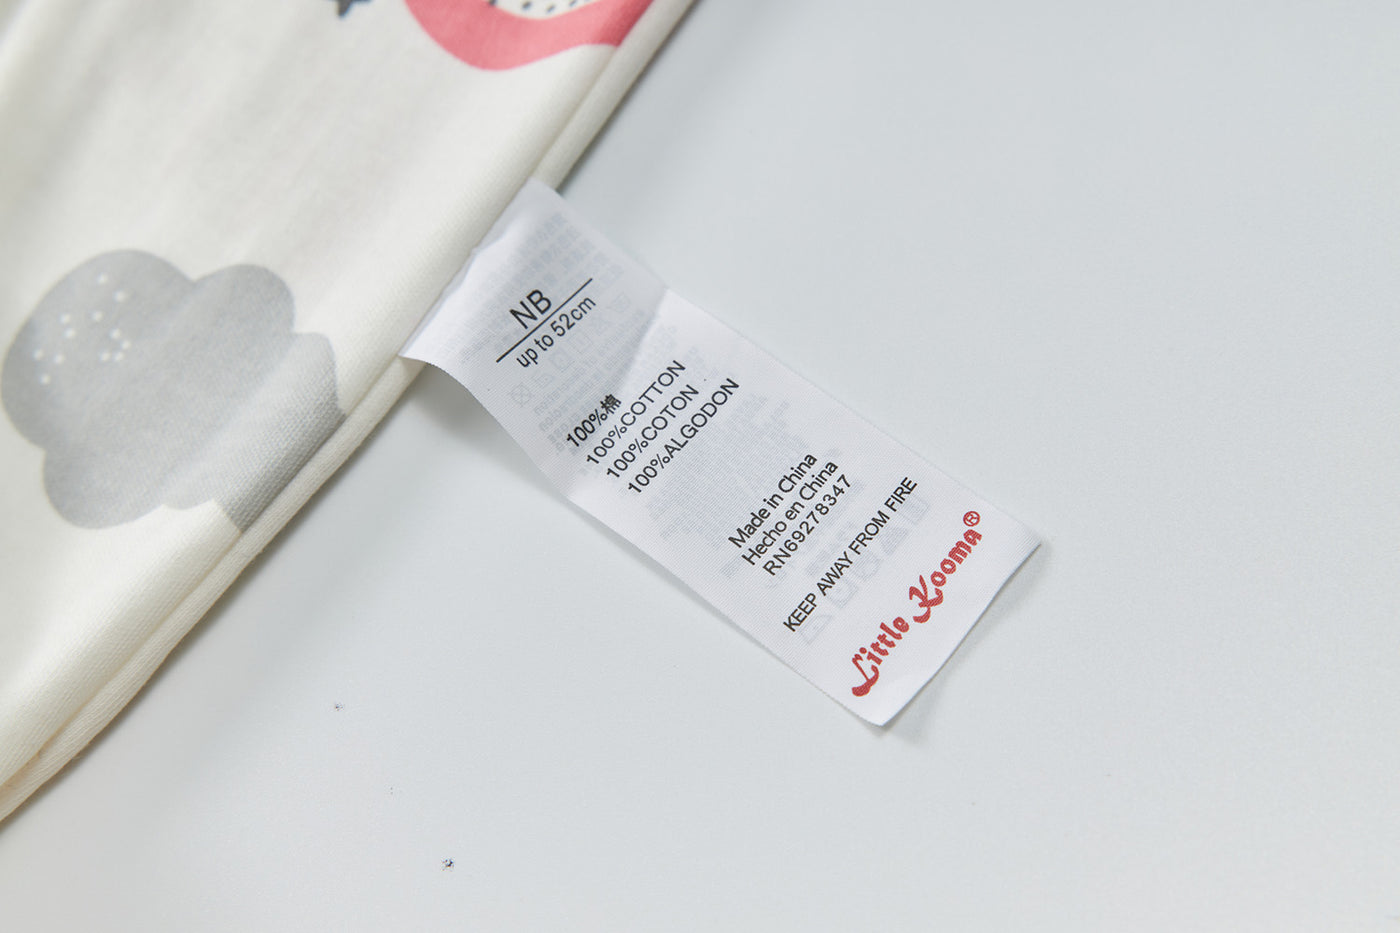 NB
up to 52cm
100%棉
100%COTTON
100%COTON
100%ALGODON
Made in China
Hecho en China
RN69278347
KEEP AWAY FROM FIRE
Little Kooma®